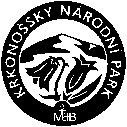 KRKONOŠSKÝ NÁRODNÍ PARK
MaB